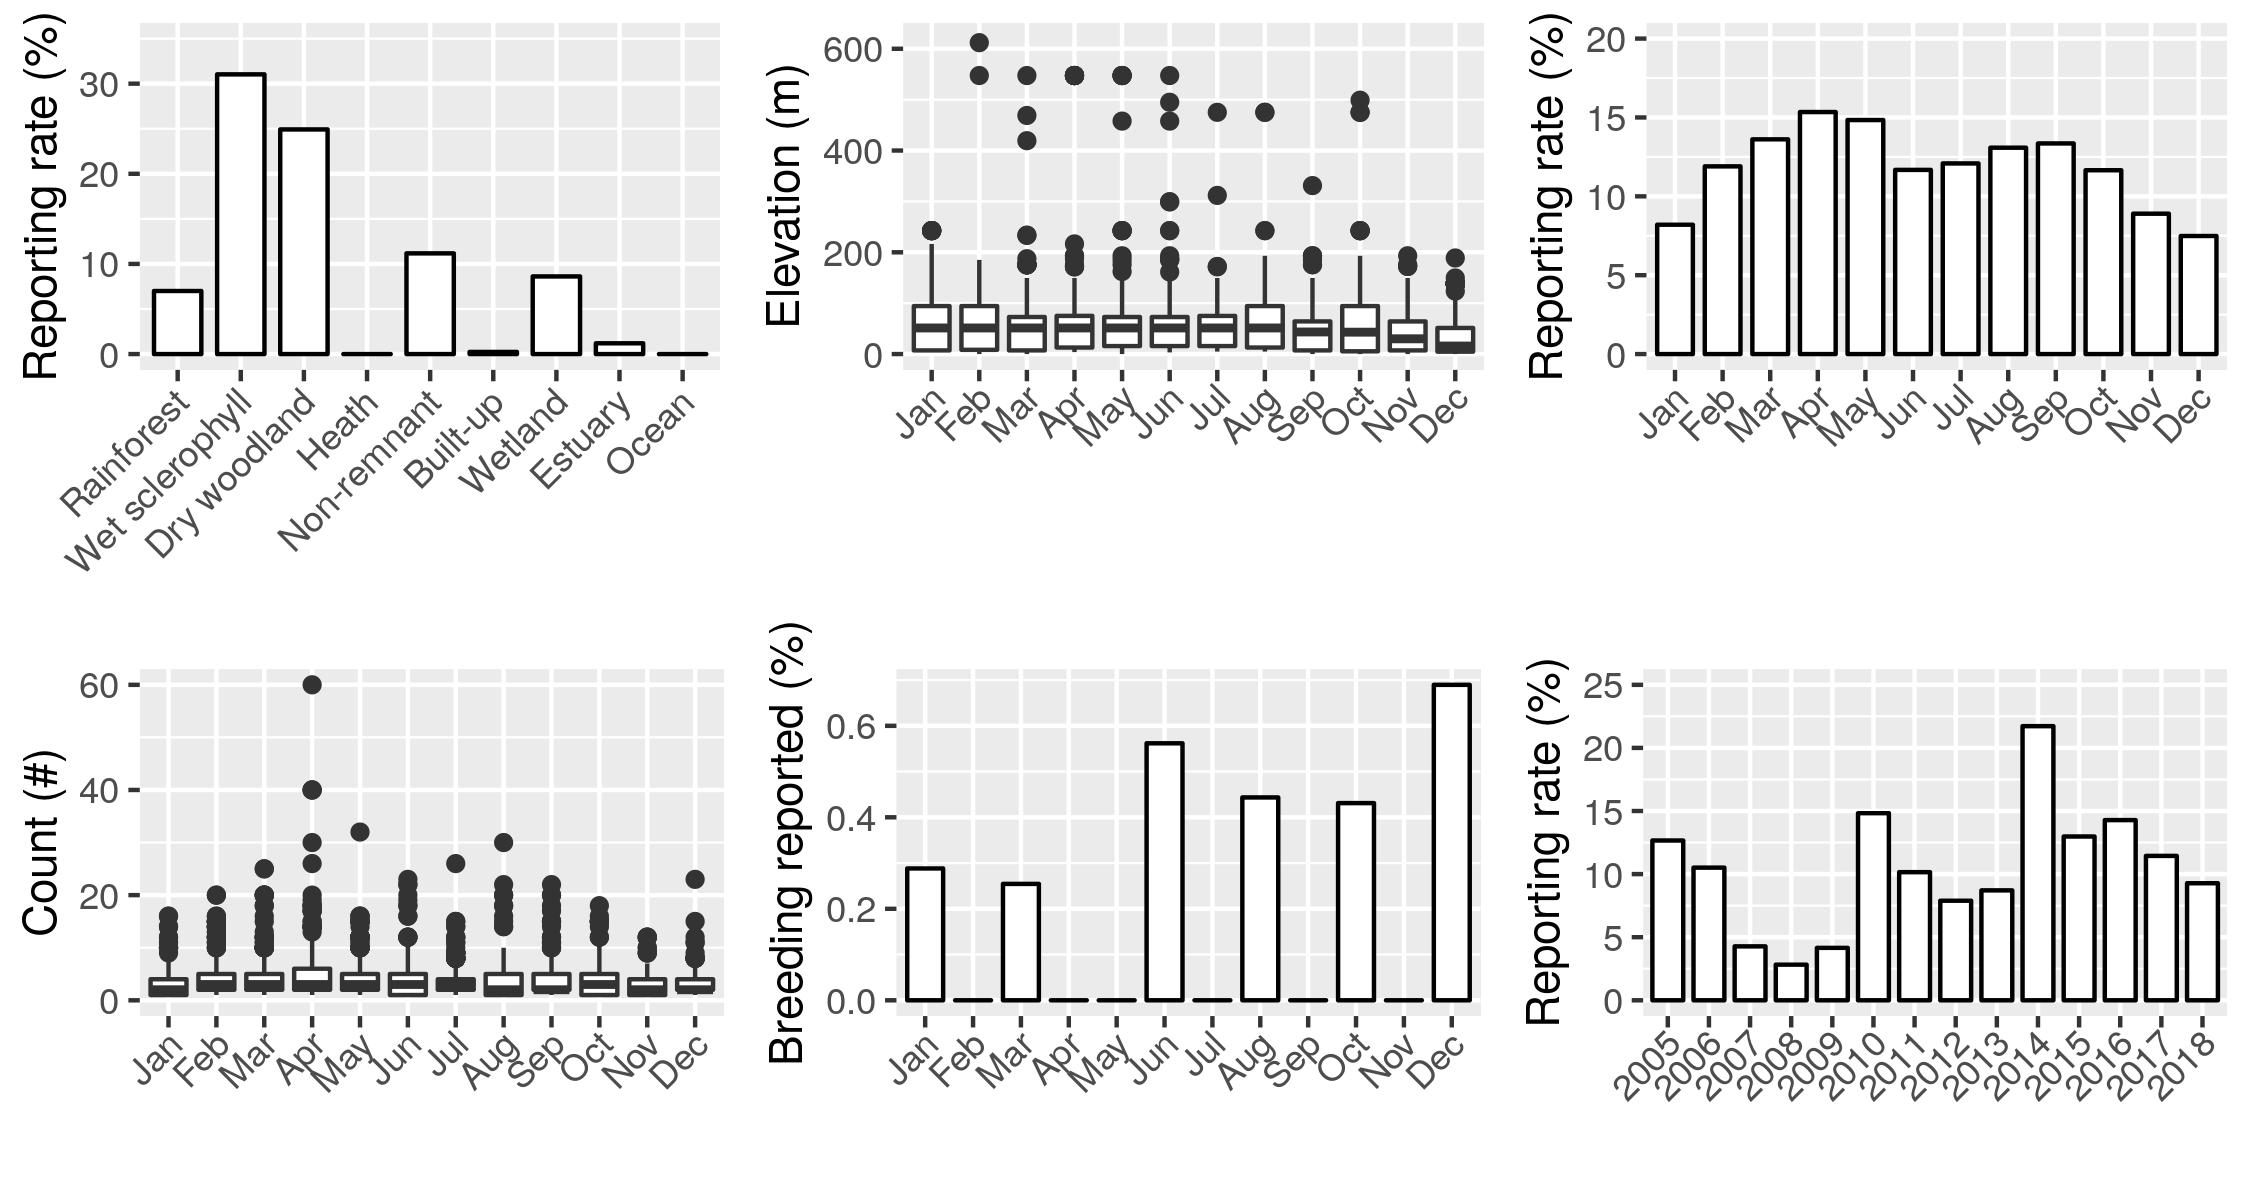 Reporting rate (%)
30
20
10
0
Rainforest
Wet sclerophyll
Dry woodland
Heath
Non-remnant
Built-up
Wetland
Estuary
Ocean
Elevation (m)
600
400
200
0
Jan
Feb
Mar
Apr
May
Jun
Jul
Aug
Sep
Oct
Nov
Dec
Reporting rate (%)
20
15
10
5
0
Jan
Feb
Mar
Apr
May
Jun
Jul
Aug
Sep
Oct
Nov
Dec
Count (#)
60
40
20
0
Jan
Feb
Mar
Apr
May
Jun
Jul
Aug
Sep
Oct
Nov
Dec
Breeding reported (%)
0.6
0.4
0.2
0.0
Jan
Feb
Mar
Apr
May
Jun
Jul
Aug
Sep
Oct
Nov
Dec
Reporting rate (%)
25
20
15
10
5
0
2005
2006
2007
2008
2009
2010
2011
2012
2013
2014
2015
2016
2017
2018